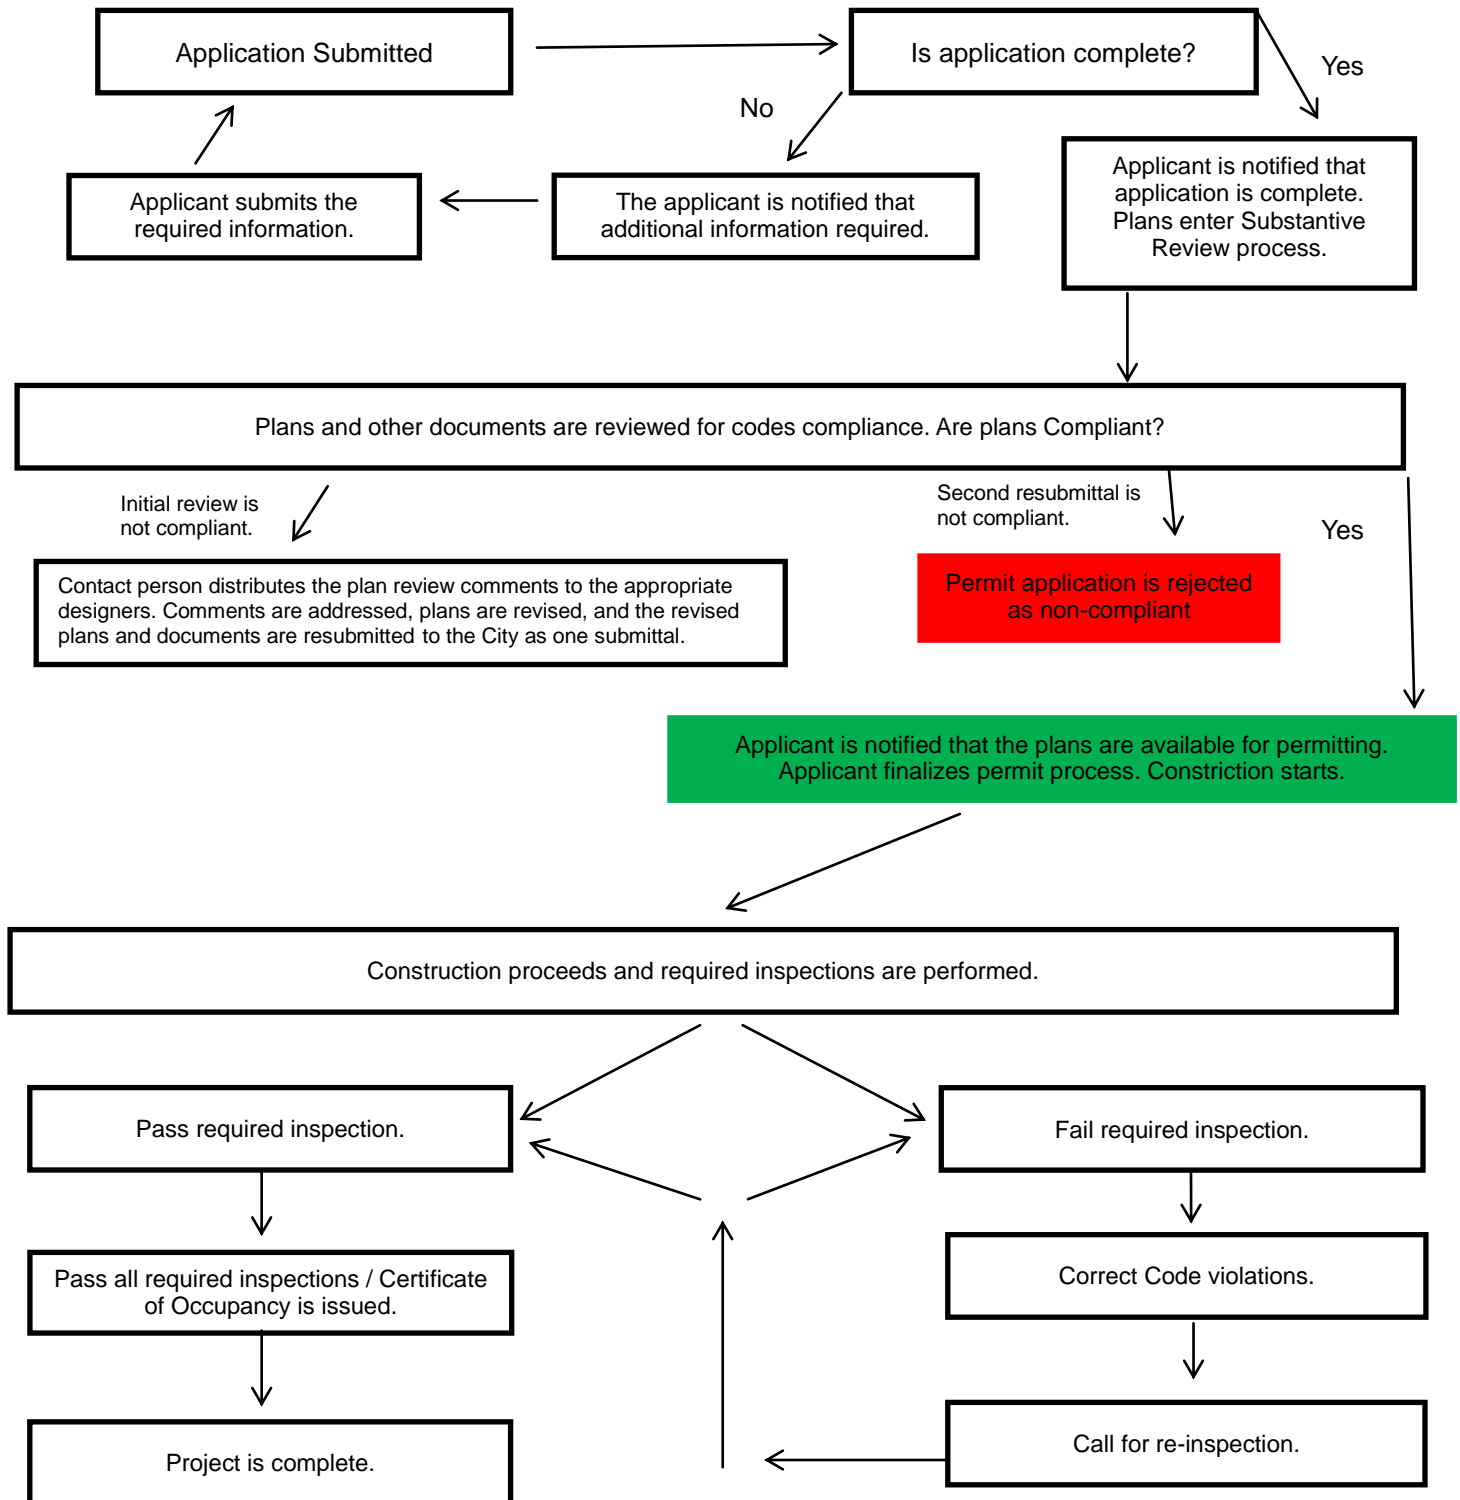 Application Submitted
Is application complete?
Yes
No
Applicant submits the
required information.
The applicant is notified that
additional information required.
Applicant is notified that
application is complete.
Plans enter Substantive
Review process.
Plans and other documents are reviewed for codes compliance. Are plans Compliant?
Initial review is
not compliant.
Second resubmittal is
not compliant.
Yes
Contact person distributes the plan review comments to the appropriate
designers. Comments are addressed, plans are revised, and the revised
plans and documents are resubmitted to the City as one submittal.
Permit application is rejected
as non-compliant
Applicant is notified that the plans are available for permitting.
Applicant finalizes permit process. Constriction starts.
Construction proceeds and required inspections are performed.
Pass required inspection.
Fail required inspection.
Pass all required inspections / Certificate
of Occupancy is issued.
Correct Code violations.
Project is complete.
Call for re-inspection.